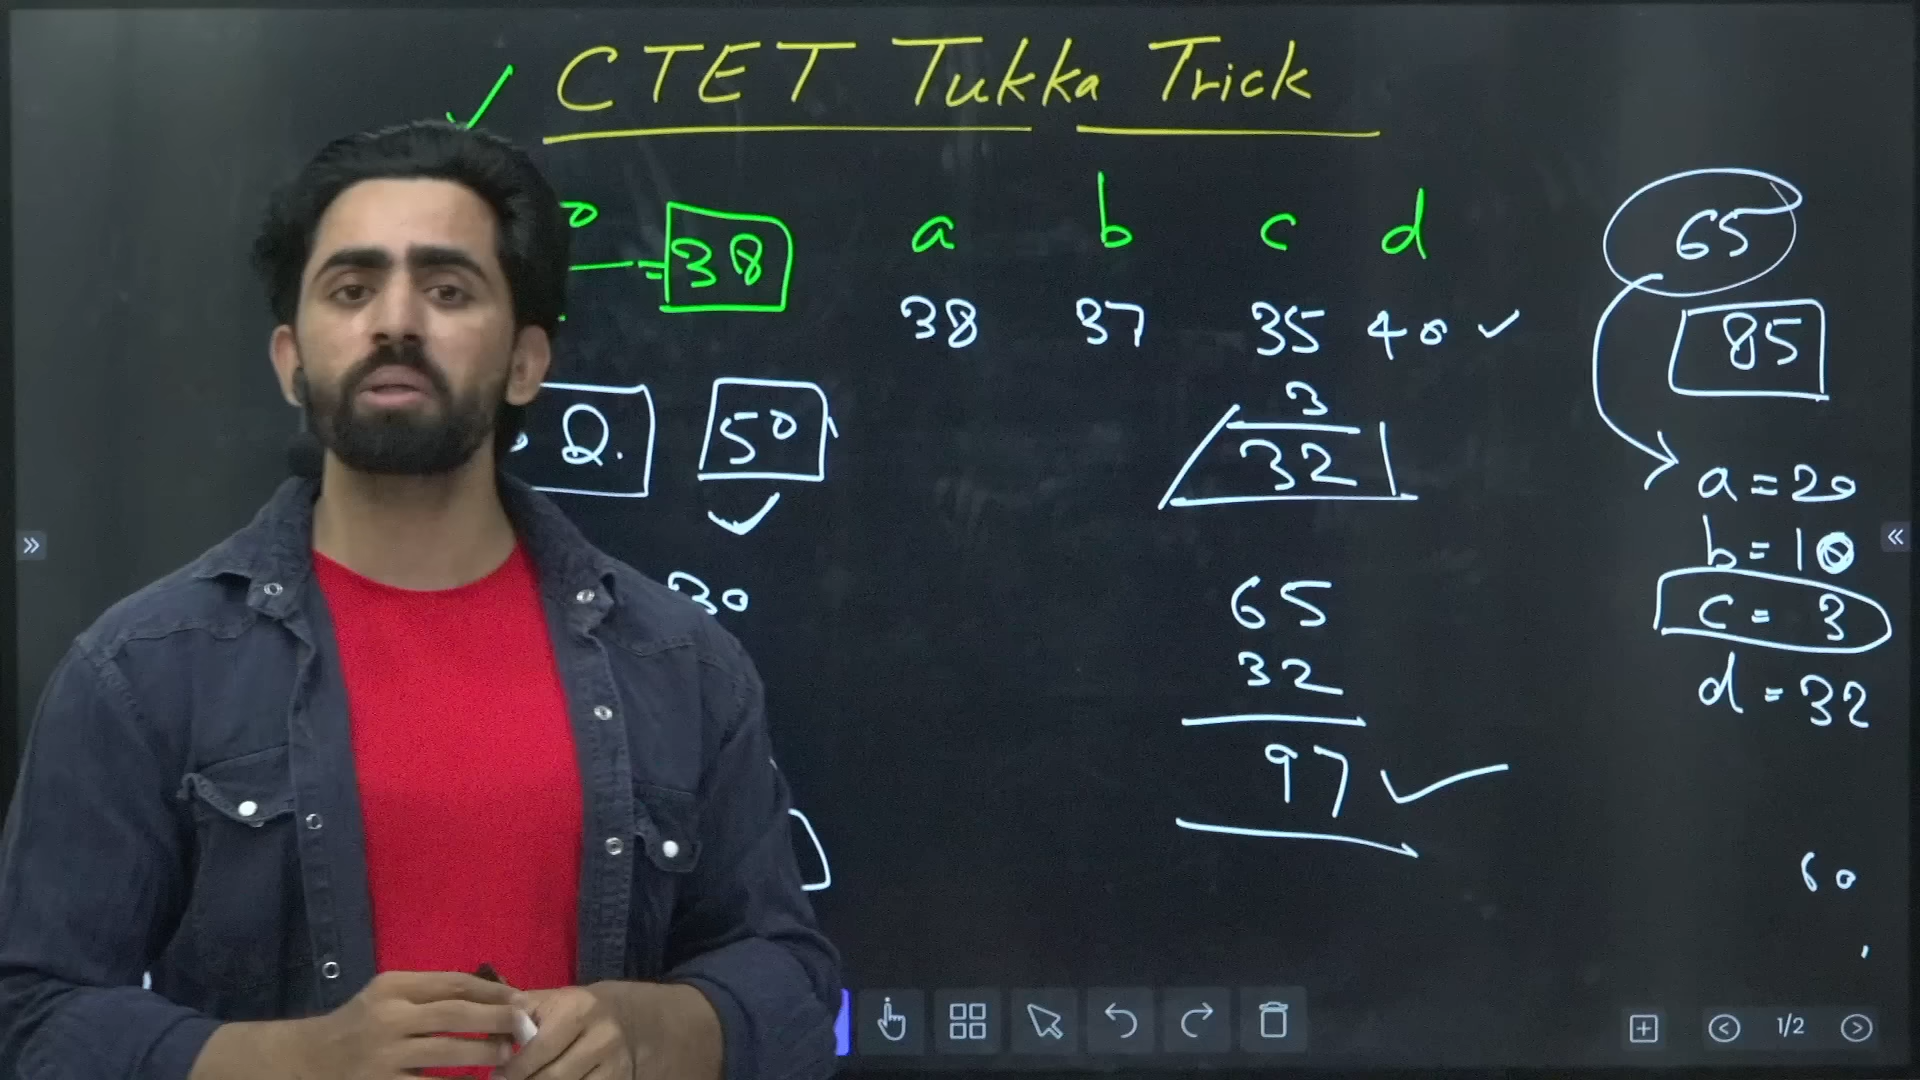 CTET Tukka Trick
= 38
a b c d
38 37 35 40
Q. 50
3
32
30
65
32
97
65
85
a = 20
b = 10
c = 3
d = 32
60
1/2